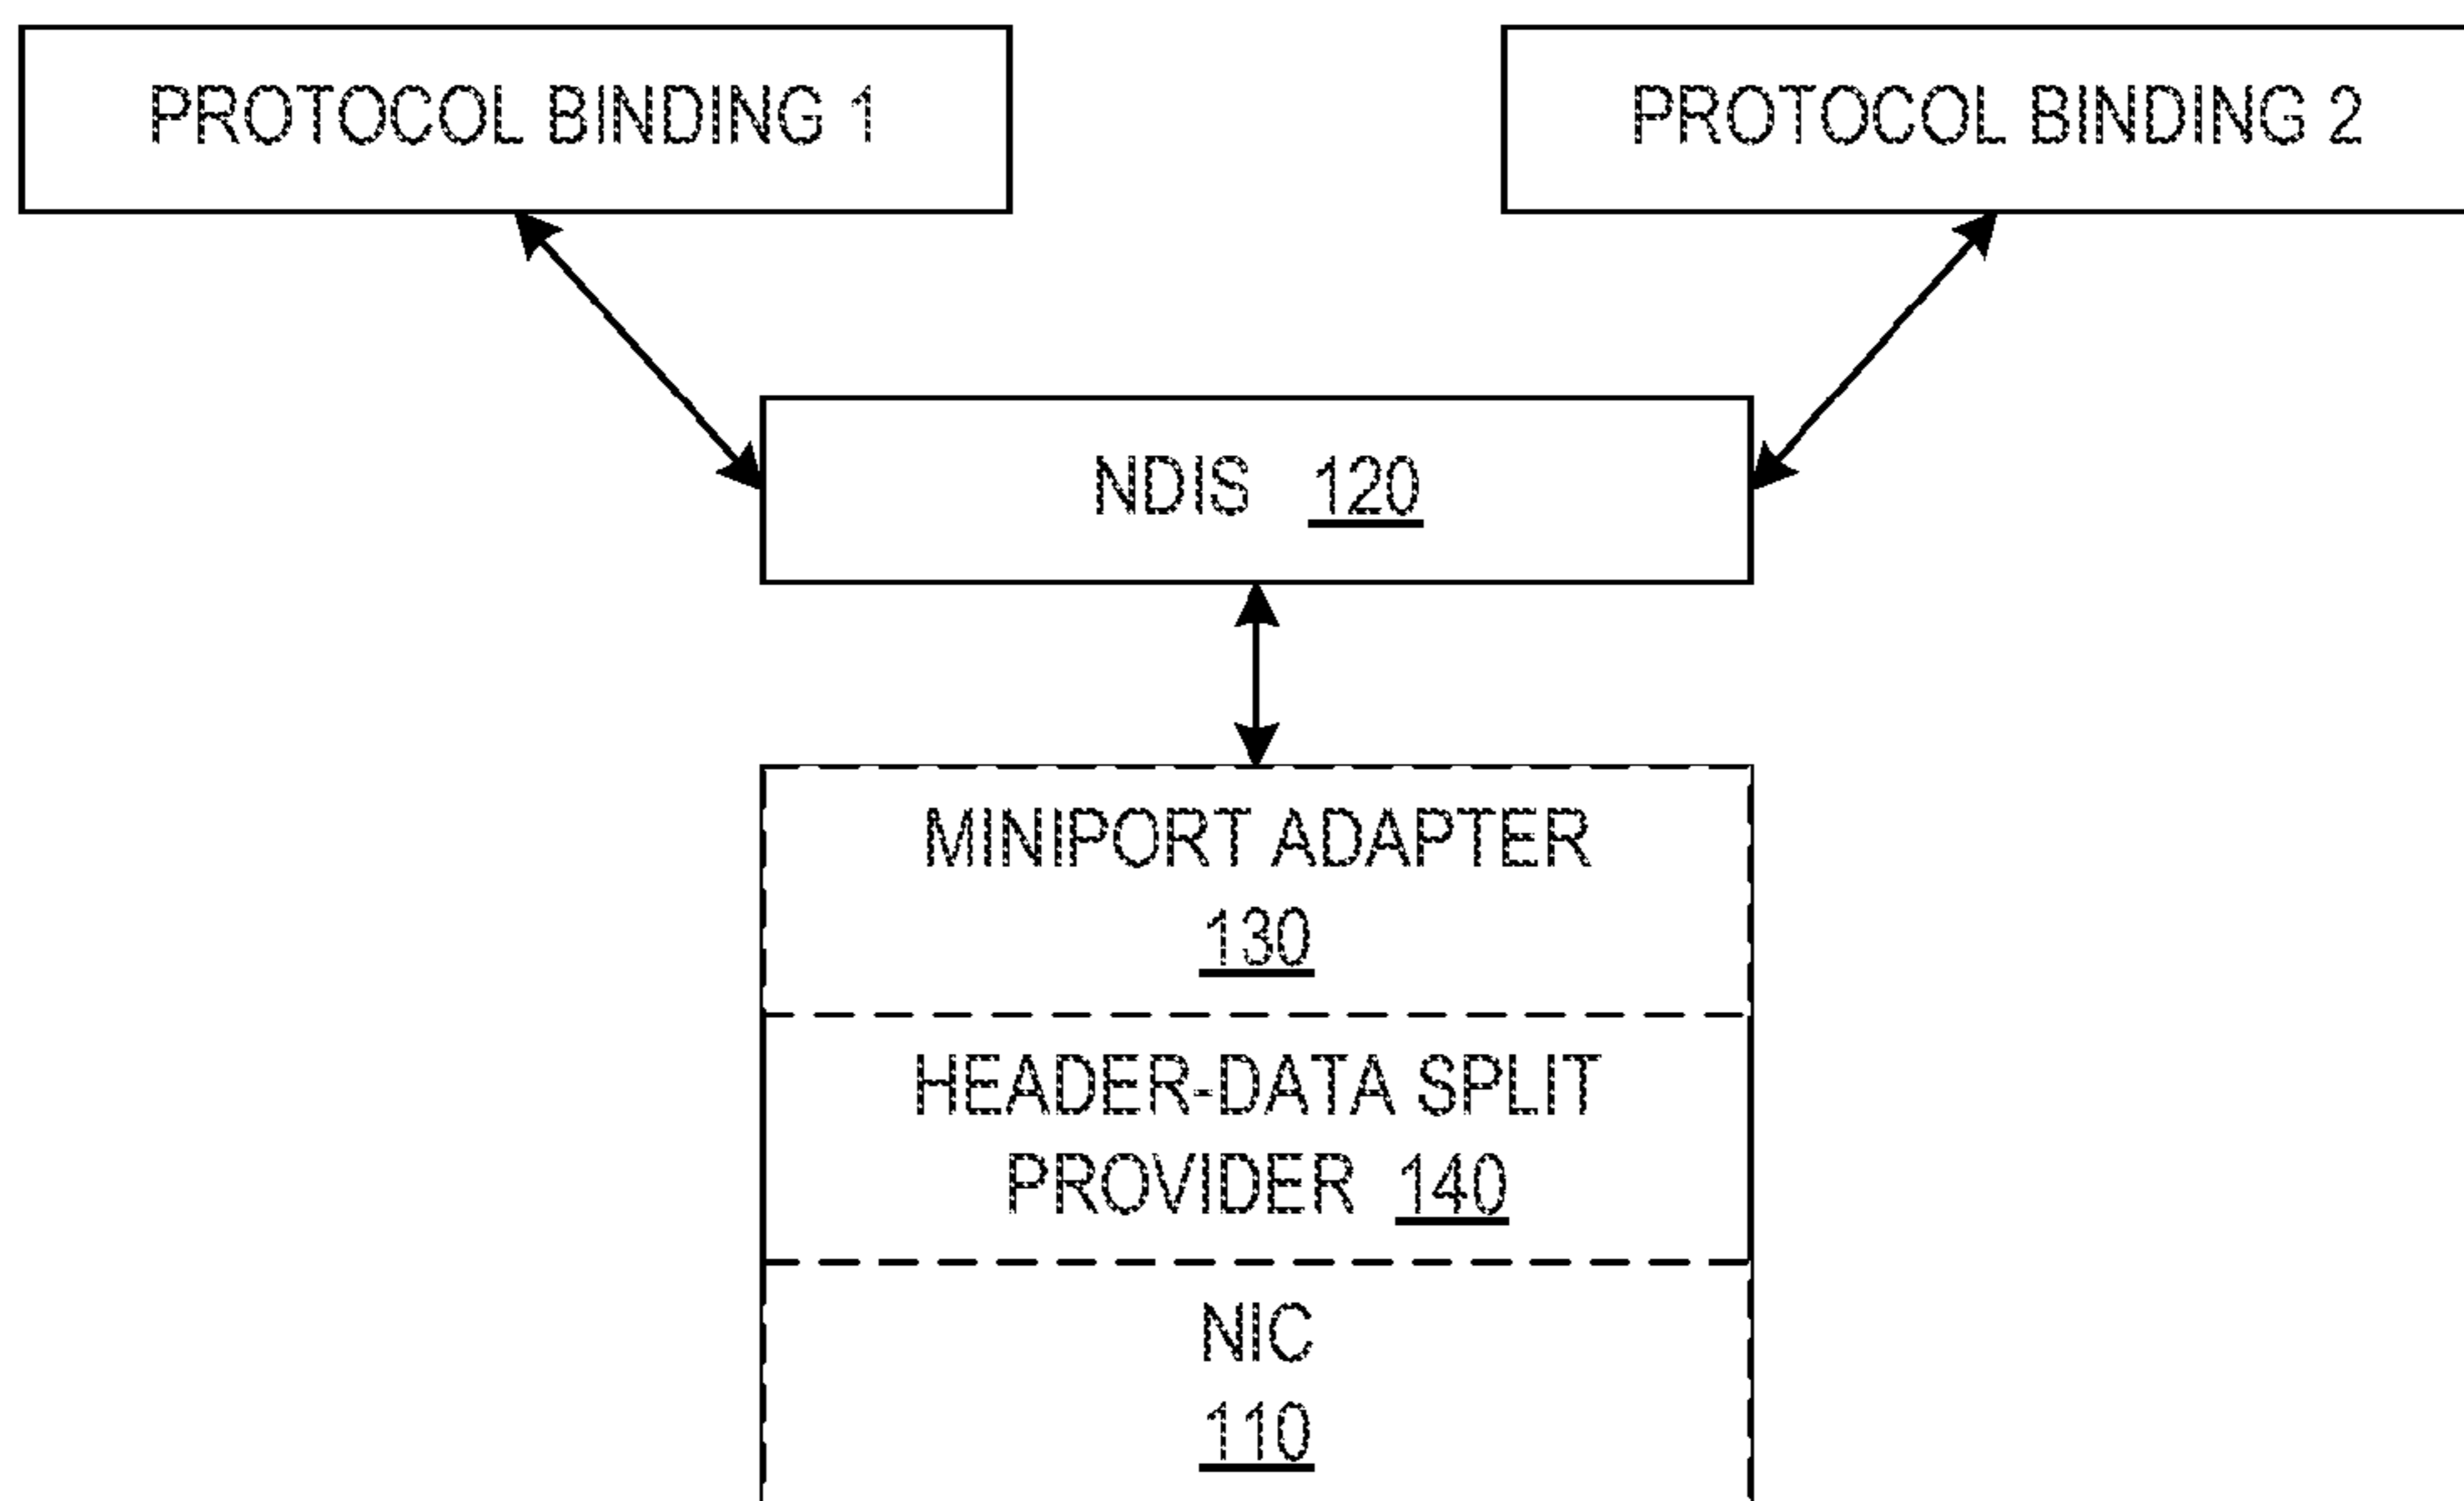 PROTOCOL BINDING 1
PROTOCOL BINDING 2
NDIS 120
MINIPORT ADAPTER
130
HEADER-DATA SPLIT
PROVIDER 140
NIC
110